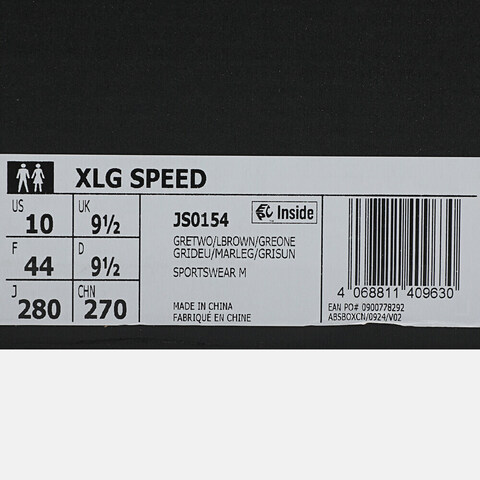 XLG SPEED
US 10 UK 9½
F 44 D 9½
J 280 CHN 270
JS0154 Inside
GRETWO/LBROWN/GREONE
GRIDEU/MARLEG/GRISUN
SPORTSWEAR M
MADE IN CHINA
FABRIQUÉ EN CHINE
4 068811 409630
EAN PO# 0900778292
ABSBOXCN/0924/V02